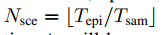 N_sce = ⌊T_epi/T_sam⌋